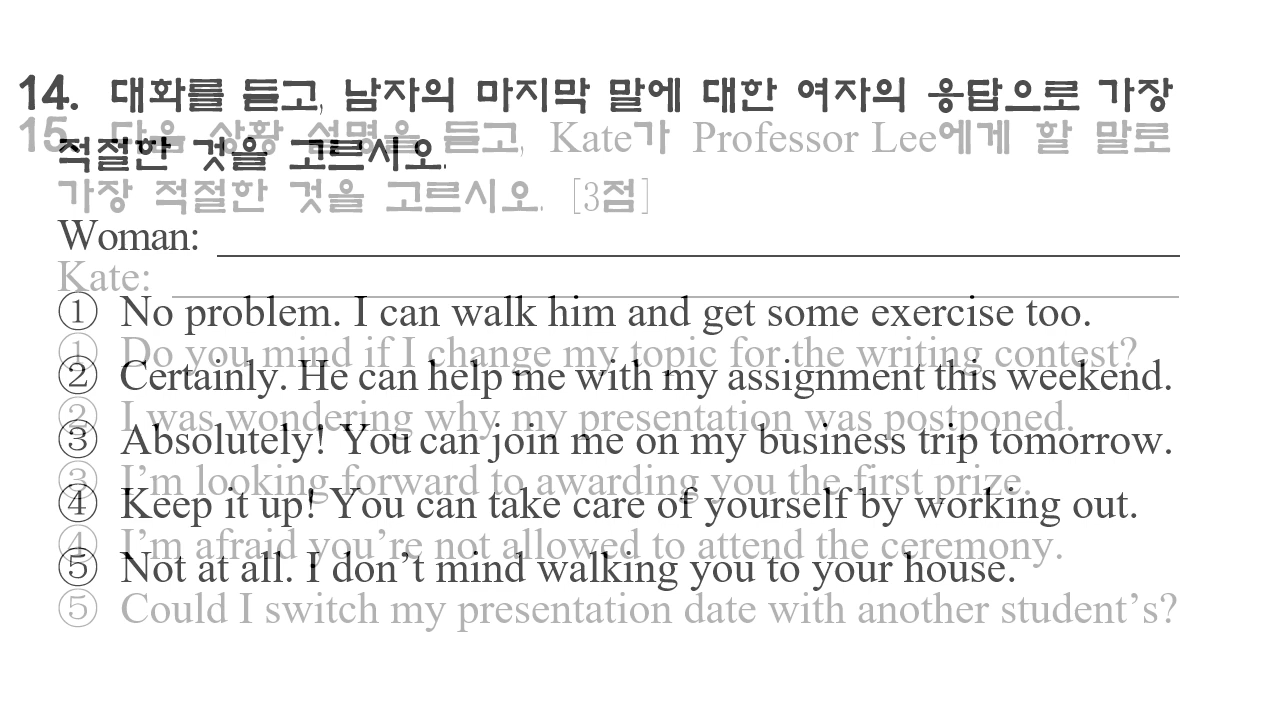 14. 대화를 듣고, 남자의 마지막 말에 대한 여자의 응답으로 가장
적절한 것을 고르시오.
Woman:
① No problem. I can walk him and get some exercise too.
② Certainly. He can help me with my assignment this weekend.
③ Absolutely! You can join me on my business trip tomorrow.
④ Keep it up! You can take care of yourself by working out.
⑤ Not at all. I don’t mind walking you to your house.
15. 다음 상황 설명을 듣고, Kate가 Professor Lee에게 할 말로
가장 적절한 것을 고르시오. [3점]
Kate:
① Do you mind if I change my topic for the writing contest?
② I was wondering why my presentation was postponed.
③ I’m looking forward to awarding you the first prize.
④ I’m afraid you’re not allowed to attend the ceremony.
⑤ Could I switch my presentation date with another student’s?